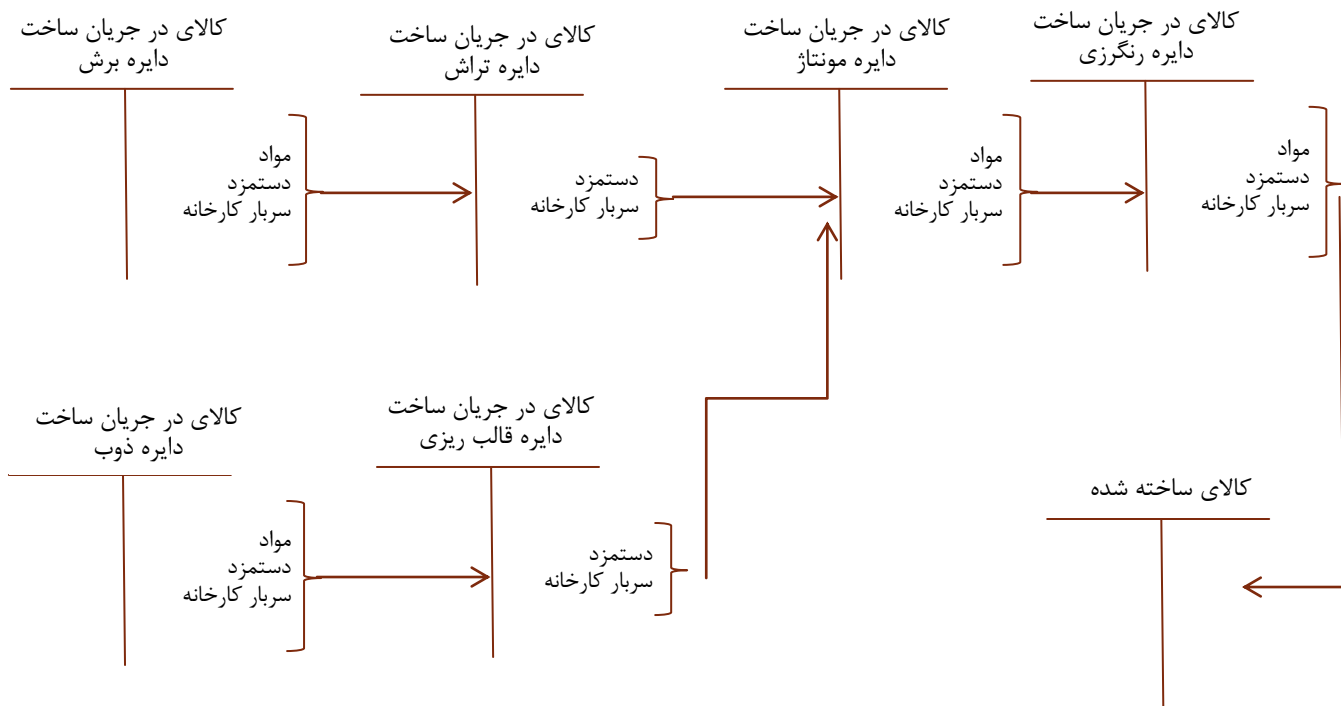 کالای در جریان ساخت
دایره برش
مواد
دستمزد
سربار کارخانه
کالای در جریان ساخت
دایره تراش
دستمزد
سربار کارخانه
کالای در جریان ساخت
دایره مونتاژ
مواد
دستمزد
سربار کارخانه
کالای در جریان ساخت
دایره رنگرزی
مواد
دستمزد
سربار کارخانه
کالای در جریان ساخت
دایره ذوب
مواد
دستمزد
سربار کارخانه
کالای در جریان ساخت
دایره قالب ریزی
دستمزد
سربار کارخانه
کالای ساخته شده